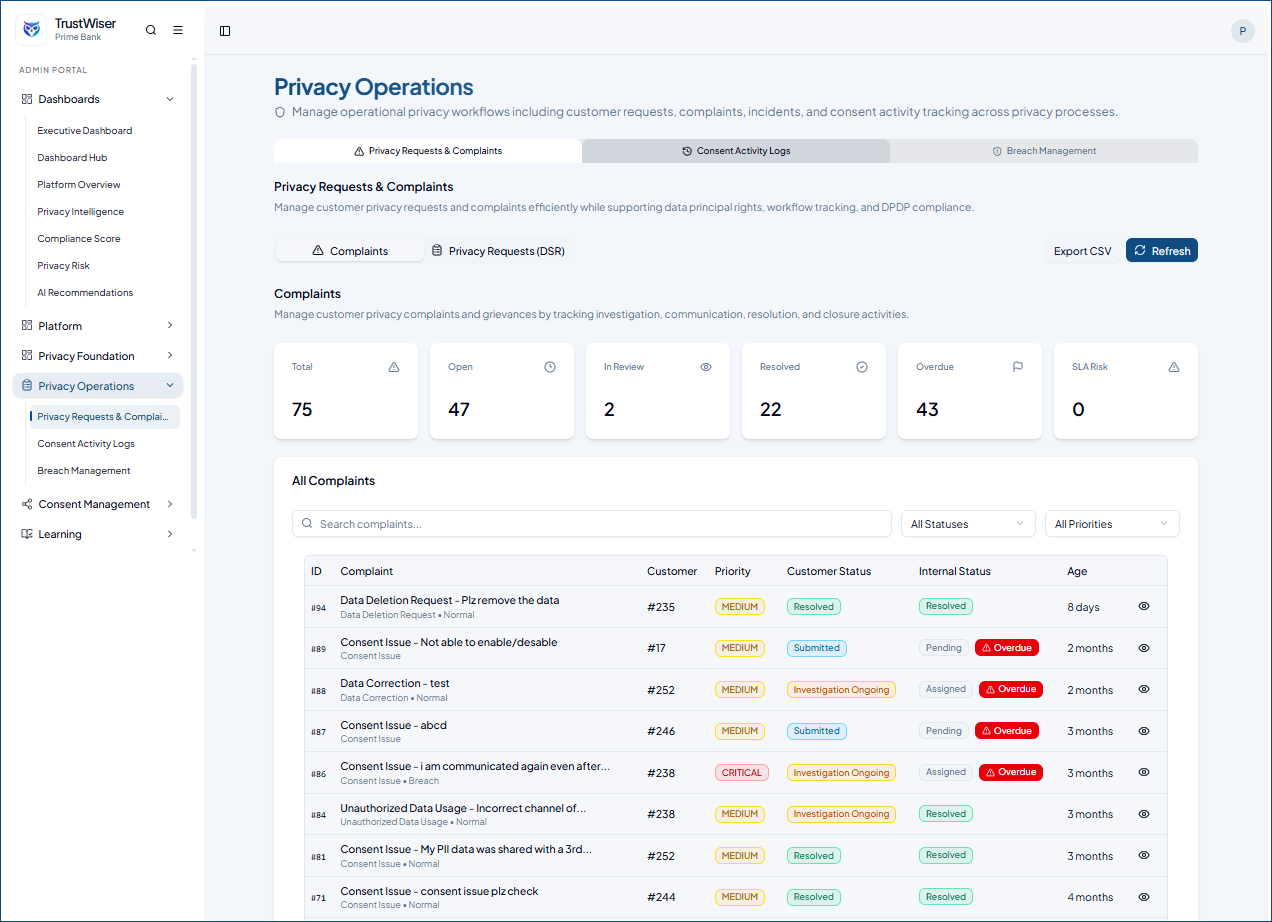 TrustWiser
Prime Bank
P
ADMIN PORTAL
Dashboards
Executive Dashboard
Dashboard Hub
Platform Overview
Privacy Intelligence
Compliance Score
Privacy Risk
AI Recommendations
Platform
Privacy Foundation
Privacy Operations
Privacy Requests & Complai...
Consent Activity Logs
Breach Management
Consent Management
Learning
Privacy Operations
Manage operational privacy workflows including customer requests, complaints, incidents, and consent activity tracking across privacy processes.
Privacy Requests & Complaints Consent Activity Logs Breach Management
Privacy Requests & Complaints
Manage customer privacy requests and complaints efficiently while supporting data principal rights, workflow tracking, and DPDP compliance.
Complaints Privacy Requests (DSR) Export CSV Refresh
Complaints
Manage customer privacy complaints and grievances by tracking investigation, communication, resolution, and closure activities.
Total Open In Review Resolved Overdue SLA Risk
75 47 2 22 43 0
All Complaints
Search complaints... All Statuses All Priorities
ID Complaint Customer Priority Customer Status Internal Status Age
#94 Data Deletion Request - Plz remove the data #235 MEDIUM Resolved Resolved 8 days
Data Deletion Request • Normal
#89 Consent Issue - Not able to enable/desable #17 MEDIUM Submitted Pending Overdue 2 months
Consent Issue
#88 Data Correction - test #252 MEDIUM Investigation Ongoing Assigned Overdue 2 months
Data Correction • Normal
#87 Consent Issue - abcd #246 MEDIUM Submitted Pending Overdue 3 months
Consent Issue
#86 Consent Issue - i am communicated again even after... #238 CRITICAL Investigation Ongoing Assigned Overdue 3 months
Consent Issue • Breach
#84 Unauthorized Data Usage - Incorrect channel of... #238 MEDIUM Investigation Ongoing Resolved 3 months
Unauthorized Data Usage • Normal
#81 Consent Issue - My PII data was shared with a 3rd... #252 MEDIUM Resolved Resolved 3 months
Consent Issue • Normal
#71 Consent Issue - consent issue plz check #244 MEDIUM Resolved Resolved 4 months
Consent Issue • Normal